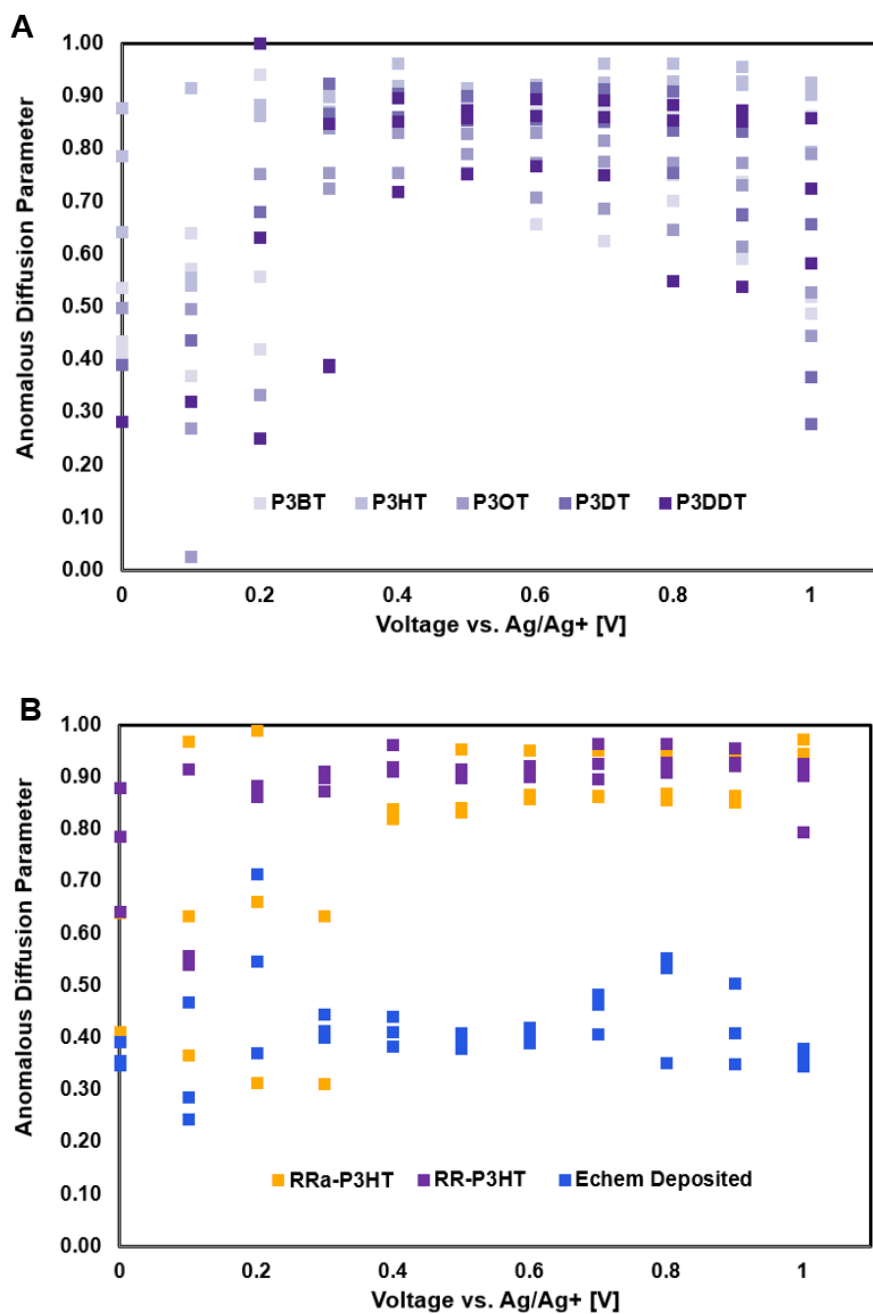 A
1.00
0.90
0.80
0.70
0.60
0.50
0.40
0.30
0.20
0.10
0.00
Anomalous Diffusion Parameter
P3BT P3HT P3OT P3DT P3DDT
0 0.2 0.4 0.6 0.8 1
Voltage vs. Ag/Ag+ [V]
B
1.00
0.90
0.80
0.70
0.60
0.50
0.40
0.30
0.20
0.10
0.00
Anomalous Diffusion Parameter
RRa-P3HT RR-P3HT Echem Deposited
0 0.2 0.4 0.6 0.8 1
Voltage vs. Ag/Ag+ [V]